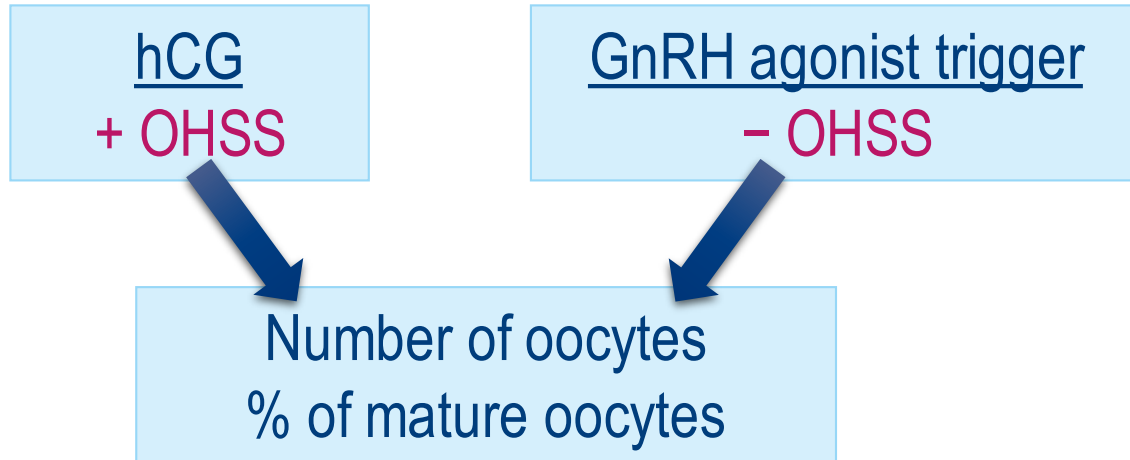 hCG
+ OHSS
GnRH agonist trigger
− OHSS
Number of oocytes
% of mature oocytes